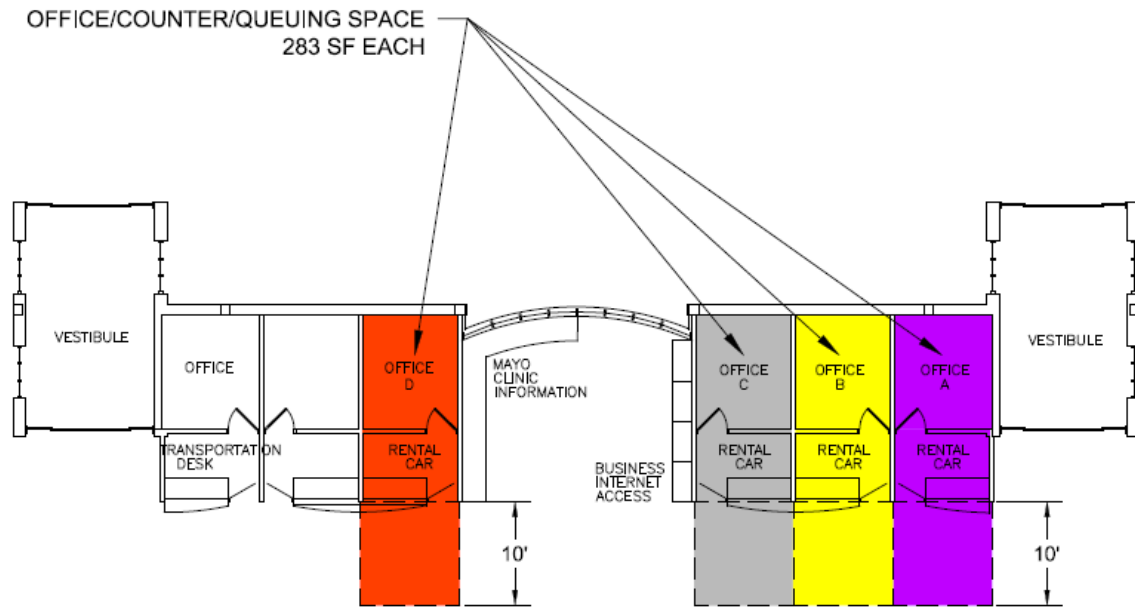 OFFICE/COUNTER/QUEUING SPACE
283 SF EACH
VESTIBULE
OFFICE
OFFICE
D
MAYO
CLINIC
INFORMATION
OFFICE
C
OFFICE
B
OFFICE
A
VESTIBULE
TRANSPORTATION
DESK
RENTAL
CAR
BUSINESS
INTERNET
ACCESS
RENTAL
CAR
RENTAL
CAR
RENTAL
CAR
10'
10'